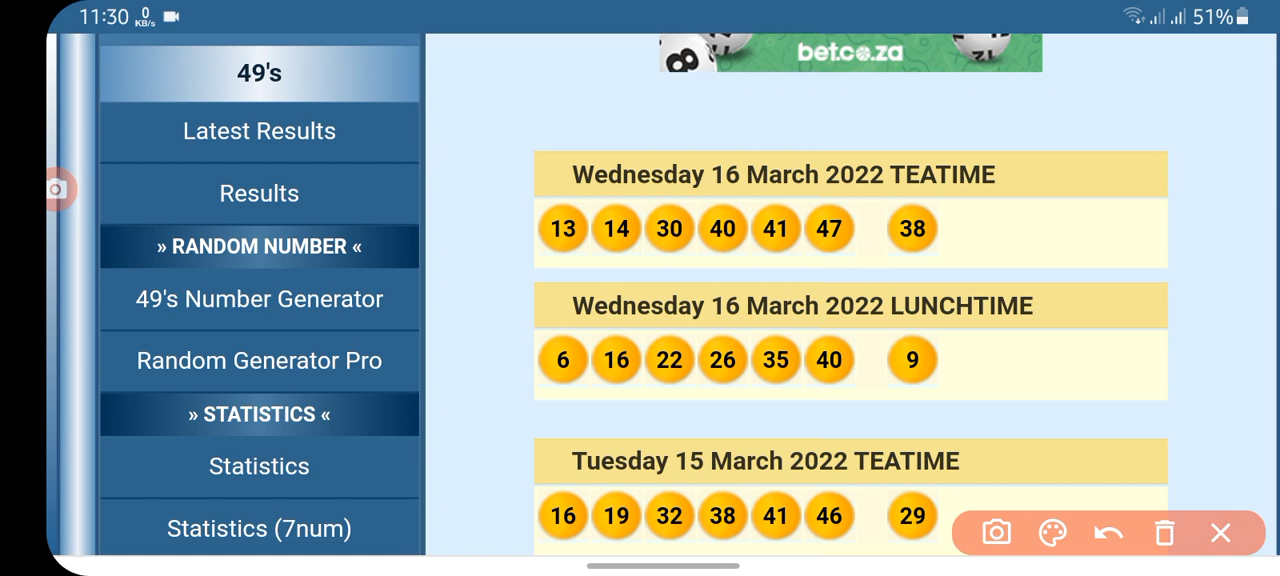 11:30 0 KB/s 51%
bet.co.za
49's
Latest Results
Results
» RANDOM NUMBER «
49's Number Generator
Random Generator Pro
» STATISTICS «
Statistics
Statistics (7num)
Wednesday 16 March 2022 TEATIME
13 14 30 40 41 47 38
Wednesday 16 March 2022 LUNCHTIME
6 16 22 26 35 40 9
Tuesday 15 March 2022 TEATIME
16 19 32 38 41 46 29